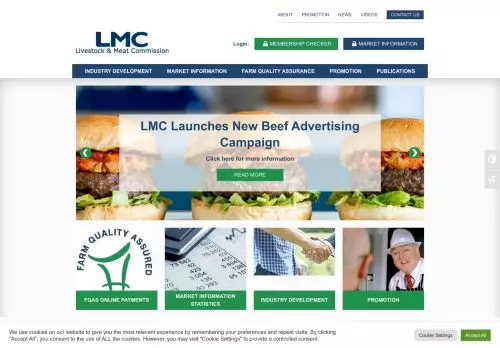 ABOUT PROMOTION NEWS VIDEOS CONTACT US
LMC
Livestock & Meat Commission
Login: MEMBERSHIP CHECKER MARKET INFORMATION
INDUSTRY DEVELOPMENT MARKET INFORMATION FARM QUALITY ASSURANCE PROMOTION PUBLICATIONS
LMC Launches New Beef Advertising
Campaign
Click here for more information
READ MORE
FARM QUALITY ASSURED
FQAS ONLINE PAYMENTS
MARKET INFORMATION
STATISTICS
INDUSTRY DEVELOPMENT
PROMOTION
We use cookies on our website to give you the most relevant experience by remembering your preferences and repeat visits. By clicking
"Accept All", you consent to the use of ALL the cookies. However, you may visit "Cookie Settings" to provide a controlled consent.
Cookie Settings Accept All